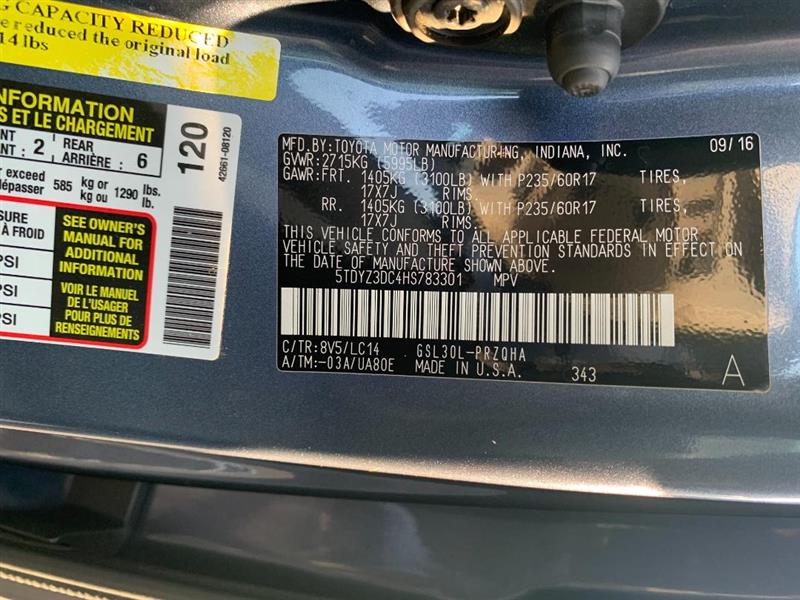 G CAPACITY REDUCED
e reduced the original load
14 lbs
INFORMATION
S ET LE CHARGEMENT
NT 2 REAR ARRIÈRE : 6
exceed
dépasser 585 kg or kg ou 1290 lbs. lb.
SURE
À FROID
PSI
PSI
PSI
SEE OWNER'S
MANUAL FOR
ADDITIONAL
INFORMATION
VOIR LE MANUEL
DE L'USAGER
POUR PLUS DE
RENSEIGNEMENTS
120
42861-08120
MFD.BY:TOYOTA MOTOR MANUFACTURING, INDIANA, INC. 09/16
GVWR:2715KG (5995LB)
GAWR:FRT. 1405KG (3100LB) WITH P235/60R17 TIRES,
17X7J RIMS.
RR. 1405KG (3100LB) WITH P235/60R17 TIRES,
17X7J RIMS.
THIS VEHICLE CONFORMS TO ALL APPLICABLE FEDERAL MOTOR
VEHICLE SAFETY AND THEFT PREVENTION STANDARDS IN EFFECT ON
THE DATE OF MANUFACTURE SHOWN ABOVE.
5TDYZ3DC4HS783301 MPV
C/TR:8V5/LC14 GSL30L-PRZQHA
A/TM:-03A/UA80E MADE IN U.S.A. 343 A